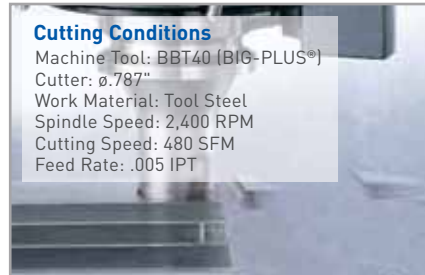 Cutting Conditions
Machine Tool: BBT40 (BIG-PLUS®)
Cutter: ø.787"
Work Material: Tool Steel
Spindle Speed: 2,400 RPM
Cutting Speed: 480 SFM
Feed Rate: .005 IPT